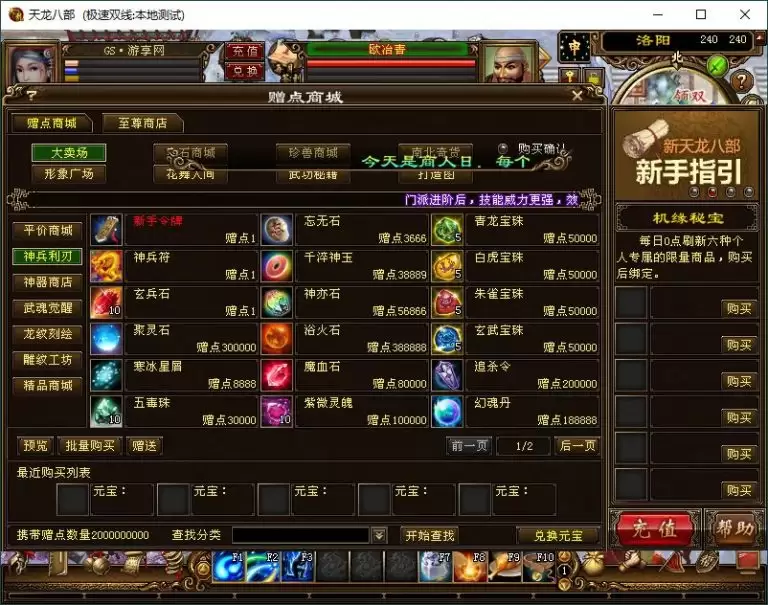 天龙八部 (极速双线:本地测试)
GS·游享网
充值
兑换
欧冶青
申
洛阳 240 240
北
?
赠点商城
赠点商城 至尊商店
大卖场 宝石商城 珍兽商城 南北奇货 购买确认
今天是商人日，每个
形象广场 花舞人间 武功秘籍 打造图
门派进阶后，技能威力更强，效
平价商城
神兵利刃
神器商店
武魂觉醒
龙纹刻绘
雕纹工坊
精品商城
新手令牌 赠点1
忘无石 赠点3666
青龙宝珠 赠点50000
5
神兵符 赠点1
千淬神玉 赠点38889
白虎宝珠 赠点50000
5
玄兵石 赠点1
10
神亦石 赠点56866
朱雀宝珠 赠点50000
5
聚灵石 赠点300000
浴火石 赠点388888
玄武宝珠 赠点50000
5
寒冰星屑 赠点8888
魔血石 赠点80000
追杀令 赠点200000
五毒珠 赠点30000
10
紫微灵魄 赠点100000
10
幻魂丹 赠点188888
预览 批量购买 赠送 前一页 1/2 后一页
最近购买列表
元宝： 元宝： 元宝： 元宝： 元宝：
携带赠点数量2000000000 查找分类 开始查找 兑换元宝
新天龙八部
新手指引
机缘秘宝
每日0点刷新六种个
人专属的限量商品，购买
后绑定。
购买
购买
购买
购买
购买
购买
充值 帮助
F1 F2 F3 F7 F8 F9 F10
1